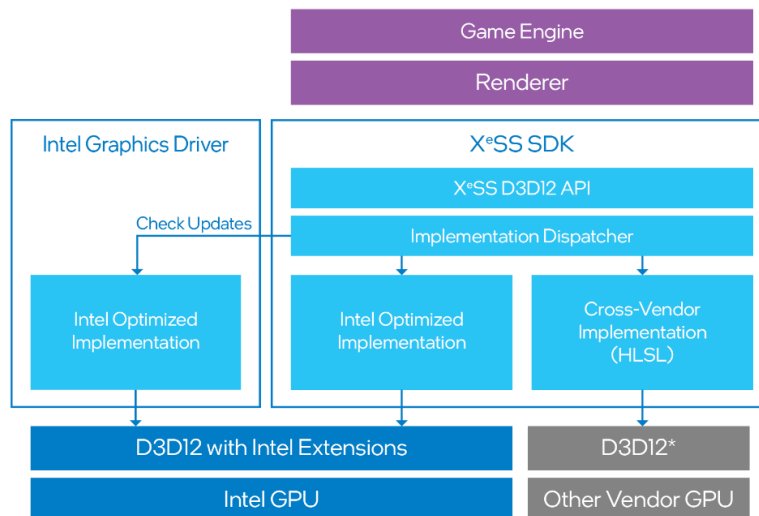 Game Engine
Renderer
Intel Graphics Driver
XᵉSS SDK
XᵉSS D3D12 API
Check Updates
Implementation Dispatcher
Intel Optimized
Implementation
Intel Optimized
Implementation
Cross-Vendor
Implementation
(HLSL)
D3D12 with Intel Extensions
D3D12*
Intel GPU
Other Vendor GPU